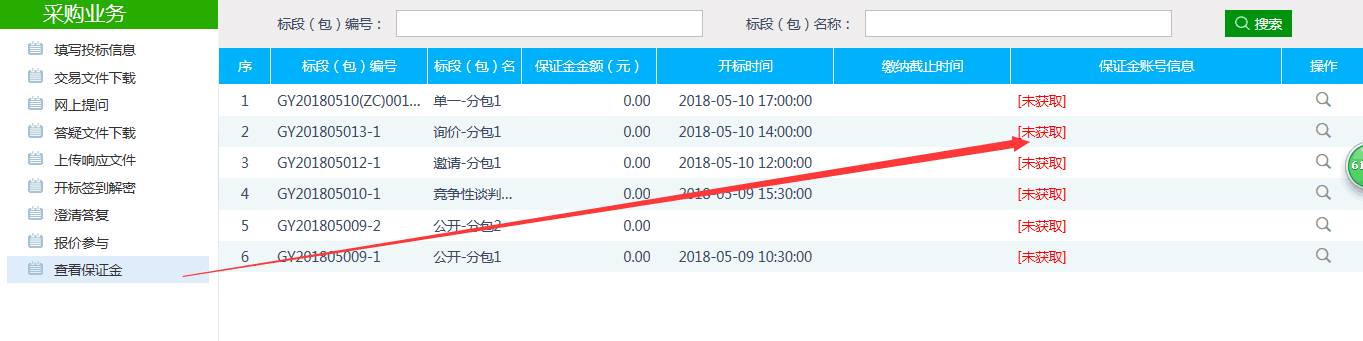 采购业务
标段（包）编号：
标段（包）名称：
搜索
填写投标信息
交易文件下载
网上提问
答疑文件下载
上传响应文件
开标签到解密
澄清答复
报价参与
查看保证金
序 标段（包）编号 标段（包）名 保证金金额（元） 开标时间 缴纳截止时间 保证金账号信息 操作
1 GY20180510(ZC)001... 单一-分包1 0.00 2018-05-10 17:00:00 [未获取]
2 GY201805013-1 询价-分包1 0.00 2018-05-10 14:00:00 [未获取]
3 GY201805012-1 邀请-分包1 0.00 2018-05-10 12:00:00 [未获取]
4 GY201805010-1 竞争性谈判... 0.00 2018-05-09 15:30:00 [未获取]
5 GY201805009-2 公开-分包2 0.00 [未获取]
6 GY201805009-1 公开-分包1 0.00 2018-05-09 10:30:00 [未获取]